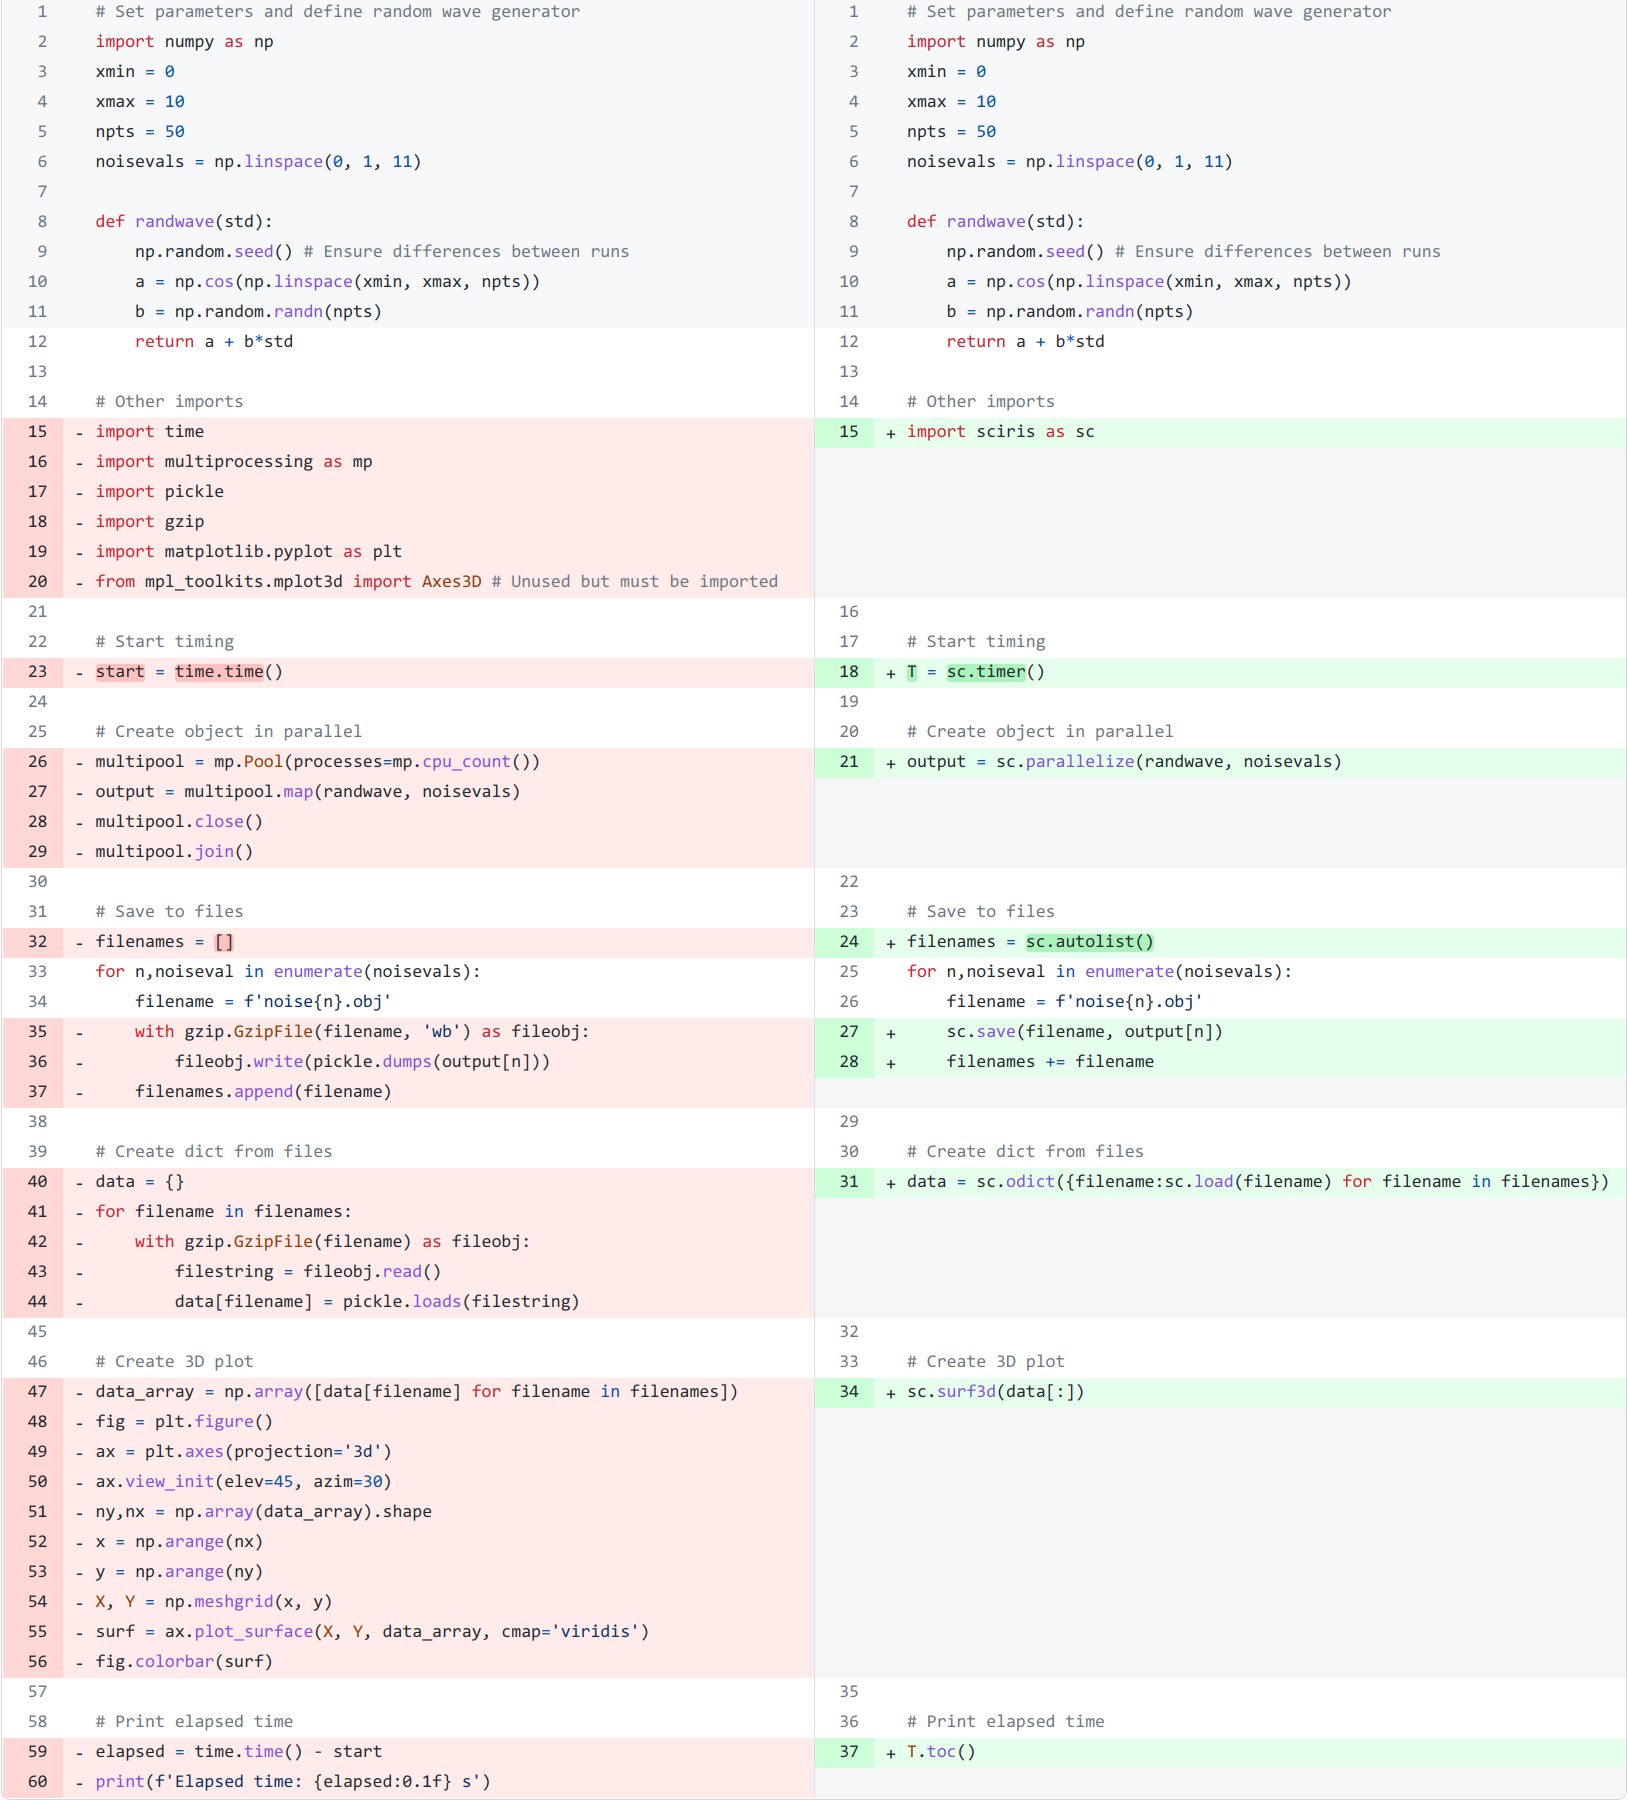 1 # Set parameters and define random wave generator
2 import numpy as np
3 xmin = 0
4 xmax = 10
5 npts = 50
6 noisevals = np.linspace(0, 1, 11)
7
8 def randwave(std):
9     np.random.seed() # Ensure differences between runs
10     a = np.cos(np.linspace(xmin, xmax, npts))
11     b = np.random.randn(npts)
12     return a + b*std
13
14 # Other imports
15 - import time
16 - import multiprocessing as mp
17 - import pickle
18 - import gzip
19 - import matplotlib.pyplot as plt
20 - from mpl_toolkits.mplot3d import Axes3D # Unused but must be imported
21
22 # Start timing
23 - start = time.time()
24
25 # Create object in parallel
26 - multipool = mp.Pool(processes=mp.cpu_count())
27 - output = multipool.map(randwave, noisevals)
28 - multipool.close()
29 - multipool.join()
30
31 # Save to files
32 - filenames = []
33 for n,noiseval in enumerate(noisevals):
34     filename = f'noise{n}.obj'
35 -     with gzip.GzipFile(filename, 'wb') as fileobj:
36 -         fileobj.write(pickle.dumps(output[n]))
37 -     filenames.append(filename)
38
39 # Create dict from files
40 - data = {}
41 - for filename in filenames:
42 -     with gzip.GzipFile(filename) as fileobj:
43 -         filestring = fileobj.read()
44 -         data[filename] = pickle.loads(filestring)
45
46 # Create 3D plot
47 - data_array = np.array([data[filename] for filename in filenames])
48 - fig = plt.figure()
49 - ax = plt.axes(projection='3d')
50 - ax.view_init(elev=45, azim=30)
51 - ny,nx = np.array(data_array).shape
52 - x = np.arange(nx)
53 - y = np.arange(ny)
54 - X, Y = np.meshgrid(x, y)
55 - surf = ax.plot_surface(X, Y, data_array, cmap='viridis')
56 - fig.colorbar(surf)
57
58 # Print elapsed time
59 - elapsed = time.time() - start
60 - print(f'Elapsed time: {elapsed:0.1f} s')
1 # Set parameters and define random wave generator
2 import numpy as np
3 xmin = 0
4 xmax = 10
5 npts = 50
6 noisevals = np.linspace(0, 1, 11)
7
8 def randwave(std):
9     np.random.seed() # Ensure differences between runs
10     a = np.cos(np.linspace(xmin, xmax, npts))
11     b = np.random.randn(npts)
12     return a + b*std
13
14 # Other imports
15 + import sciris as sc
16
17 # Start timing
18 + T = sc.timer()
19
20 # Create object in parallel
21 + output = sc.parallelize(randwave, noisevals)
22
23 # Save to files
24 + filenames = sc.autolist()
25 for n,noiseval in enumerate(noisevals):
26     filename = f'noise{n}.obj'
27 +     sc.save(filename, output[n])
28 +     filenames += filename
29
30 # Create dict from files
31 + data = sc.odict({filename:sc.load(filename) for filename in filenames})
32
33 # Create 3D plot
34 + sc.surf3d(data[:])
35
36 # Print elapsed time
37 + T.toc()